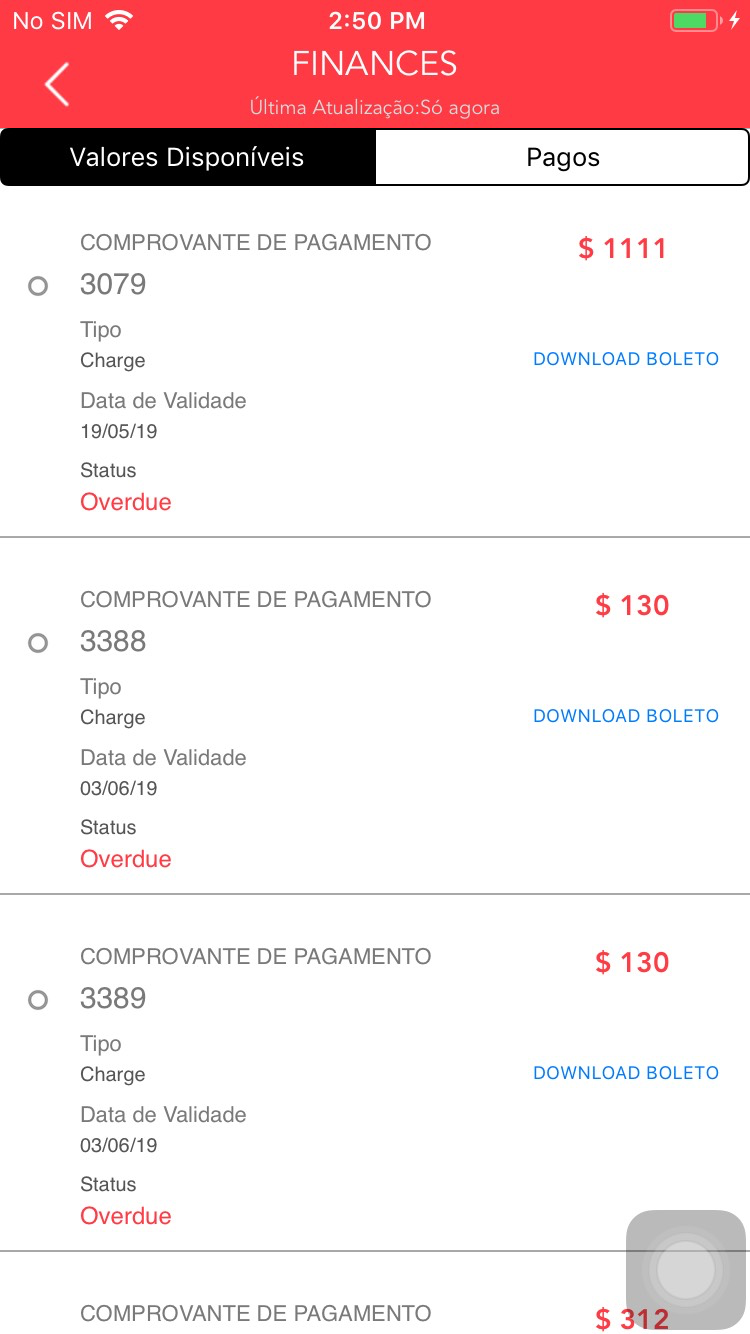 No SIM 2:50 PM
FINANCES
Última Atualização:Só agora
Valores Disponíveis Pagos
COMPROVANTE DE PAGAMENTO $ 1111
3079
Tipo
Charge DOWNLOAD BOLETO
Data de Validade
19/05/19
Status
Overdue
COMPROVANTE DE PAGAMENTO $ 130
3388
Tipo
Charge DOWNLOAD BOLETO
Data de Validade
03/06/19
Status
Overdue
COMPROVANTE DE PAGAMENTO $ 130
3389
Tipo
Charge DOWNLOAD BOLETO
Data de Validade
03/06/19
Status
Overdue
COMPROVANTE DE PAGAMENTO $ 312